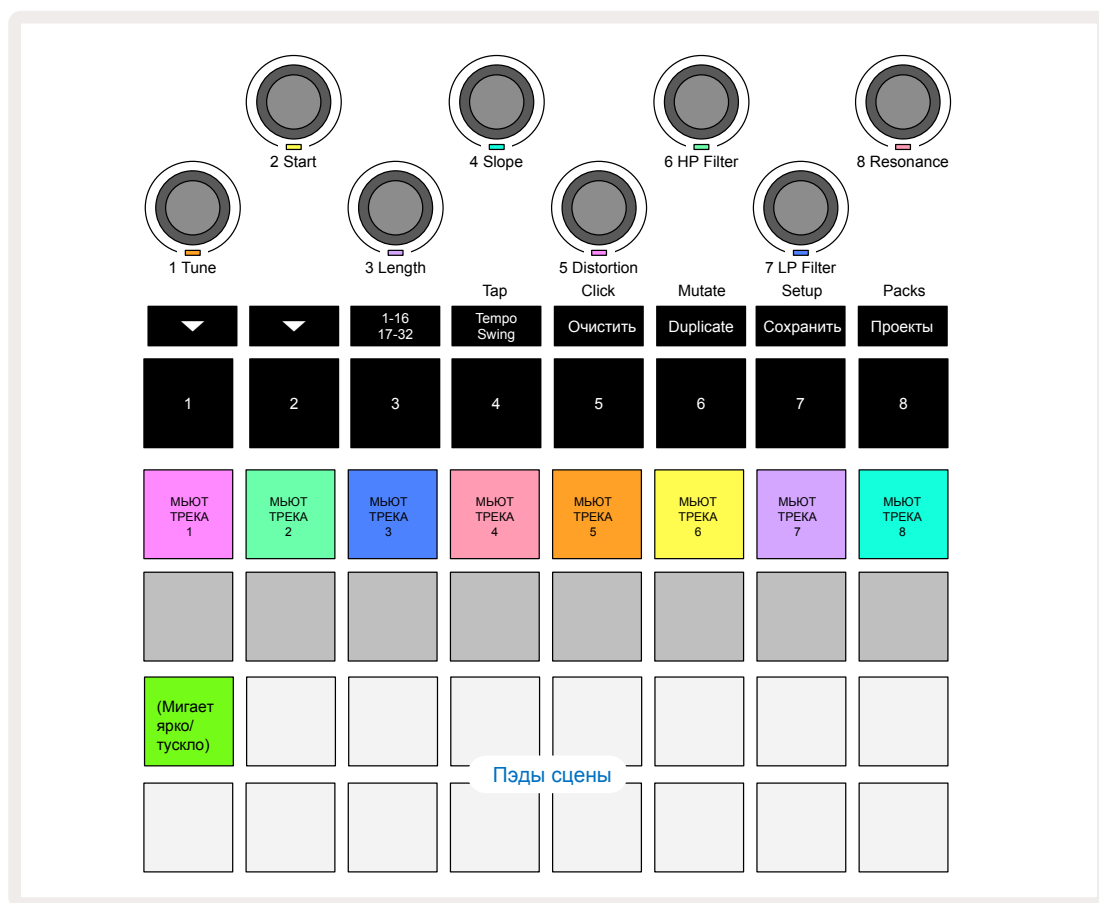 2 Start
4 Slope
6 HP Filter
8 Resonance
1 Tune
3 Length
5 Distortion
7 LP Filter
Tap
Click
Mutate
Setup
Packs
1-16
17-32
Tempo
Swing
Очистить
Duplicate
Сохранить
Проекты
1
2
3
4
5
6
7
8
МЬЮТ
ТРЕКА
1
МЬЮТ
ТРЕКА
2
МЬЮТ
ТРЕКА
3
МЬЮТ
ТРЕКА
4
МЬЮТ
ТРЕКА
5
МЬЮТ
ТРЕКА
6
МЬЮТ
ТРЕКА
7
МЬЮТ
ТРЕКА
8
(Мигает
ярко/
тускло)
Пэды сцены